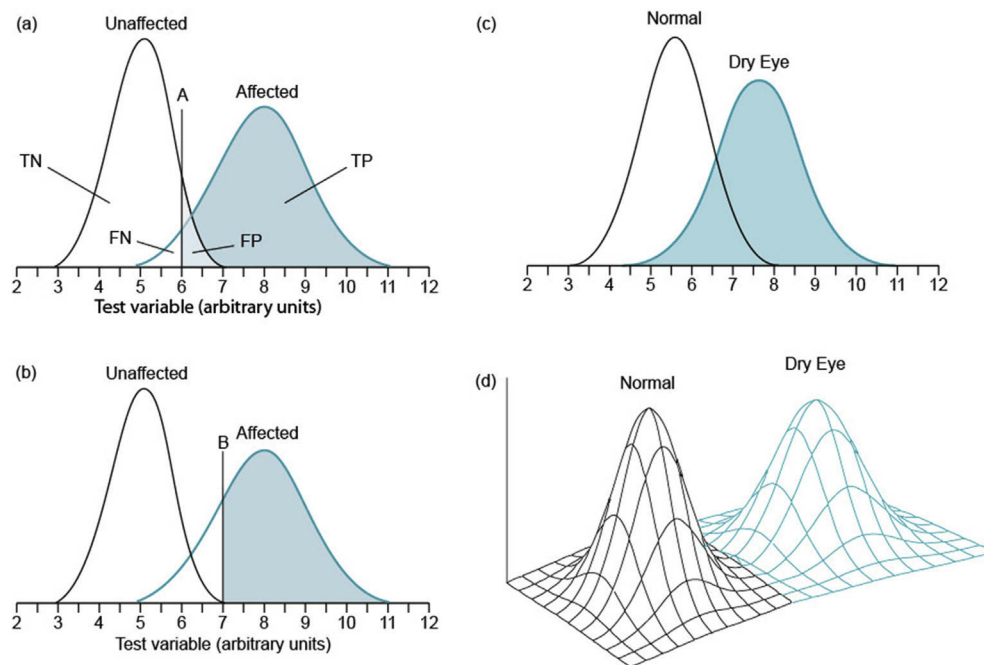 (a)
Unaffected
A
Affected
TN
TP
FN
FP
2 3 4 5 6 7 8 9 10 11 12
Test variable (arbitrary units)
(b)
Unaffected
B
Affected
2 3 4 5 6 7 8 9 10 11 12
Test variable (arbitrary units)
(c)
Normal
Dry Eye
2 3 4 5 6 7 8 9 10 11 12
(d)
Normal
Dry Eye